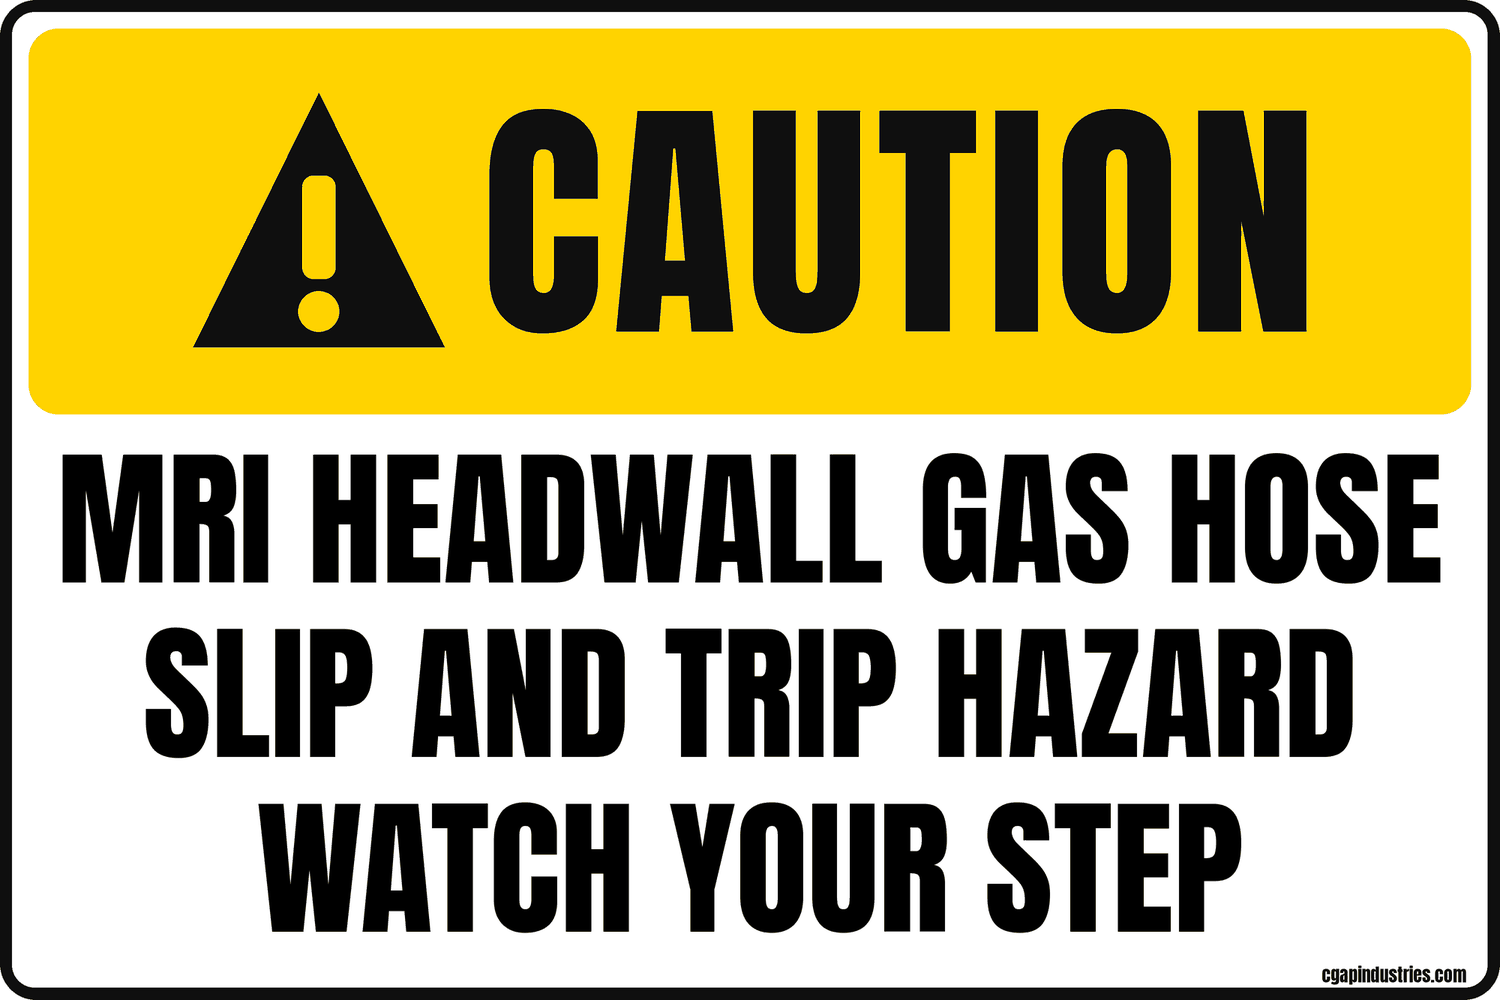 CAUTION
MRI HEADWALL GAS HOSE
SLIP AND TRIP HAZARD
WATCH YOUR STEP
cgapindustries.com